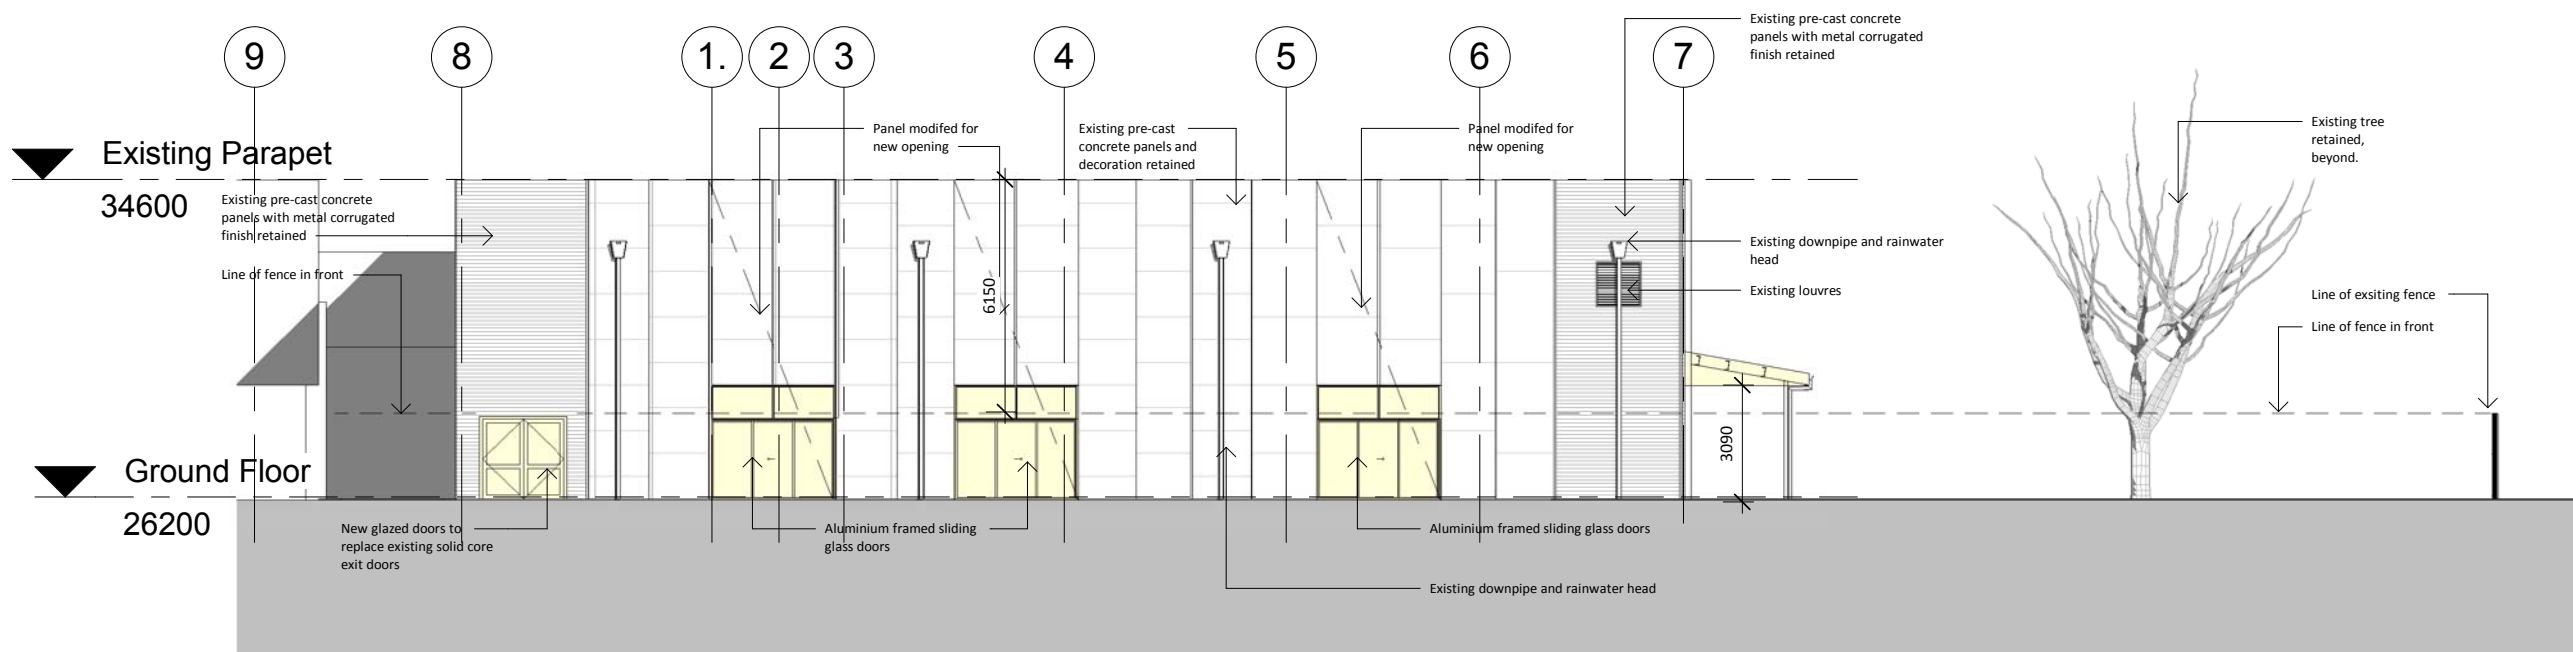 9
8
1.
2
3
4
5
6
7
Existing pre-cast concrete
panels with metal corrugated
finish retained
Panel modifed for
new opening
Existing pre-cast
concrete panels and
decoration retained
Panel modifed for
new opening
Existing tree
retained,
beyond.
Existing Parapet
34600
Existing pre-cast concrete
panels with metal corrugated
finish retained
Line of fence in front
6150
Existing downpipe and rainwater
head
Existing louvres
Line of exsiting fence
Line of fence in front
3090
Ground Floor
26200
New glazed doors to
replace existing solid core
exit doors
Aluminium framed sliding
glass doors
Aluminium framed sliding glass doors
Existing downpipe and rainwater head